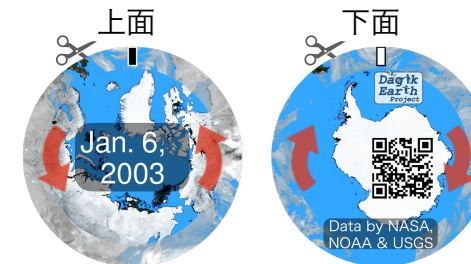 上面
下面
Jan. 6,
2003
Dagik
Earth
Project
Data by NASA,
NOAA & USGS